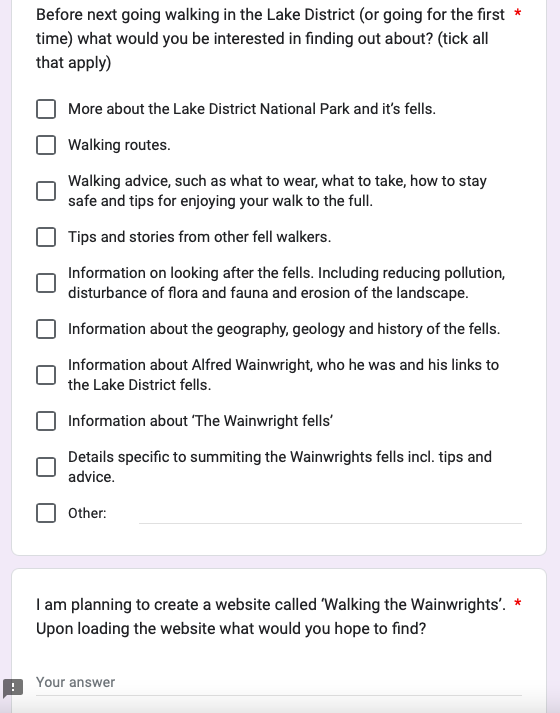 Before next going walking in the Lake District (or going for the first *
time) what would you be interested in finding out about? (tick all
that apply)
More about the Lake District National Park and it's fells.
Walking routes.
Walking advice, such as what to wear, what to take, how to stay
safe and tips for enjoying your walk to the full.
Tips and stories from other fell walkers.
Information on looking after the fells. Including reducing pollution,
disturbance of flora and fauna and erosion of the landscape.
Information about the geography, geology and history of the fells.
Information about Alfred Wainwright, who he was and his links to
the Lake District fells.
Information about ‘The Wainwright fells’
Details specific to summiting the Wainwrights fells incl. tips and
advice.
Other:
I am planning to create a website called ‘Walking the Wainwrights’. *
Upon loading the website what would you hope to find?
Your answer